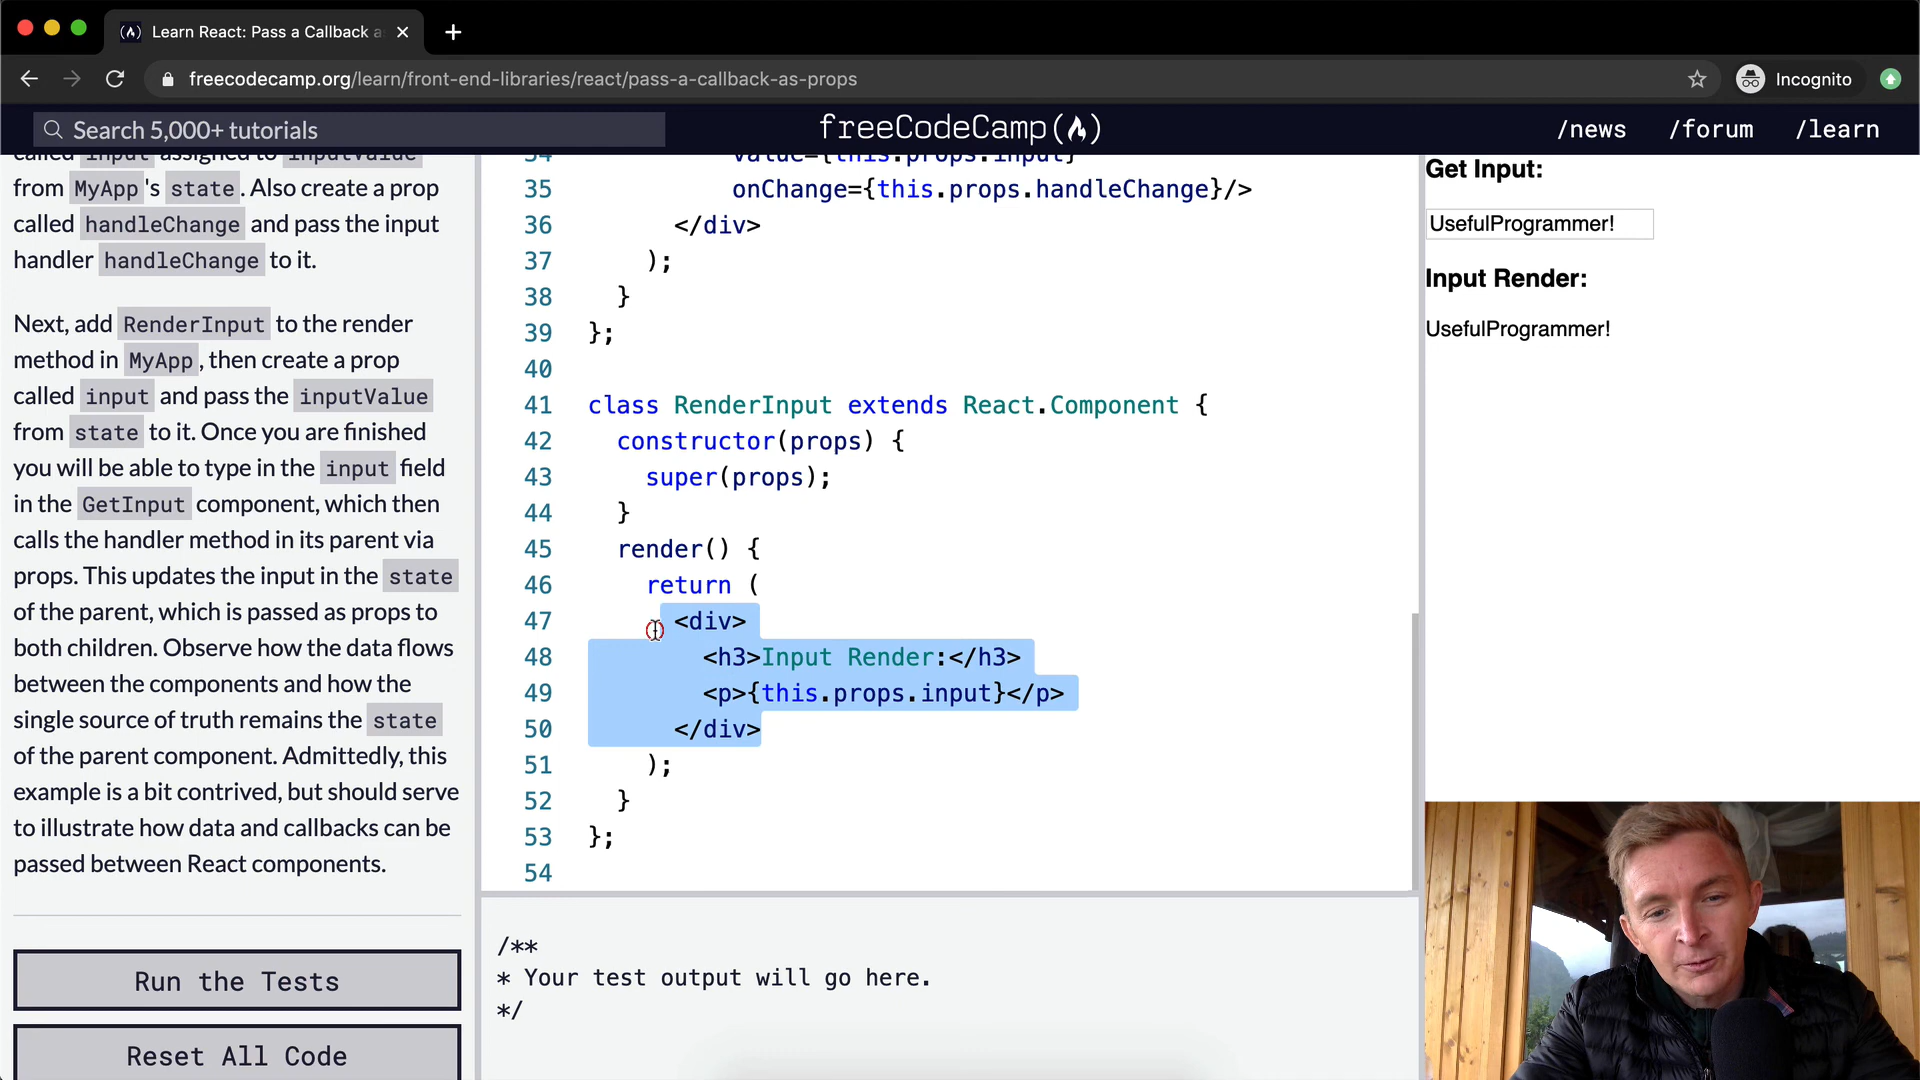 Learn React: Pass a Callback a
freecodecamp.org/learn/front-end-libraries/react/pass-a-callback-as-props
Incognito
Search 5,000+ tutorials
freeCodeCamp
/news
/forum
/learn
called input assigned to inputValue
from MyApp's state. Also create a prop
called handleChange and pass the input
handler handleChange to it.
Next, add RenderInput to the render
method in MyApp, then create a prop
called input and pass the inputValue
from state to it. Once you are finished
you will be able to type in the input field
in the GetInput component, which then
calls the handler method in its parent via
props. This updates the input in the state
of the parent, which is passed as props to
both children. Observe how the data flows
between the components and how the
single source of truth remains the state
of the parent component. Admittedly, this
example is a bit contrived, but should serve
to illustrate how data and callbacks can be
passed between React components.
Run the Tests
Reset All Code
34 value={this.props.input}
35 onChange={this.props.handleChange}/>
36 </div>
37 );
38 }
39 };
40
41 class RenderInput extends React.Component {
42 constructor(props) {
43 super(props);
44 }
45 render() {
46 return (
47 <div>
48 <h3>Input Render:</h3>
49 <p>{this.props.input}</p>
50 </div>
51 );
52 }
53 };
54
/**
* Your test output will go here.
*/
Get Input:
UsefulProgrammer!
Input Render:
UsefulProgrammer!